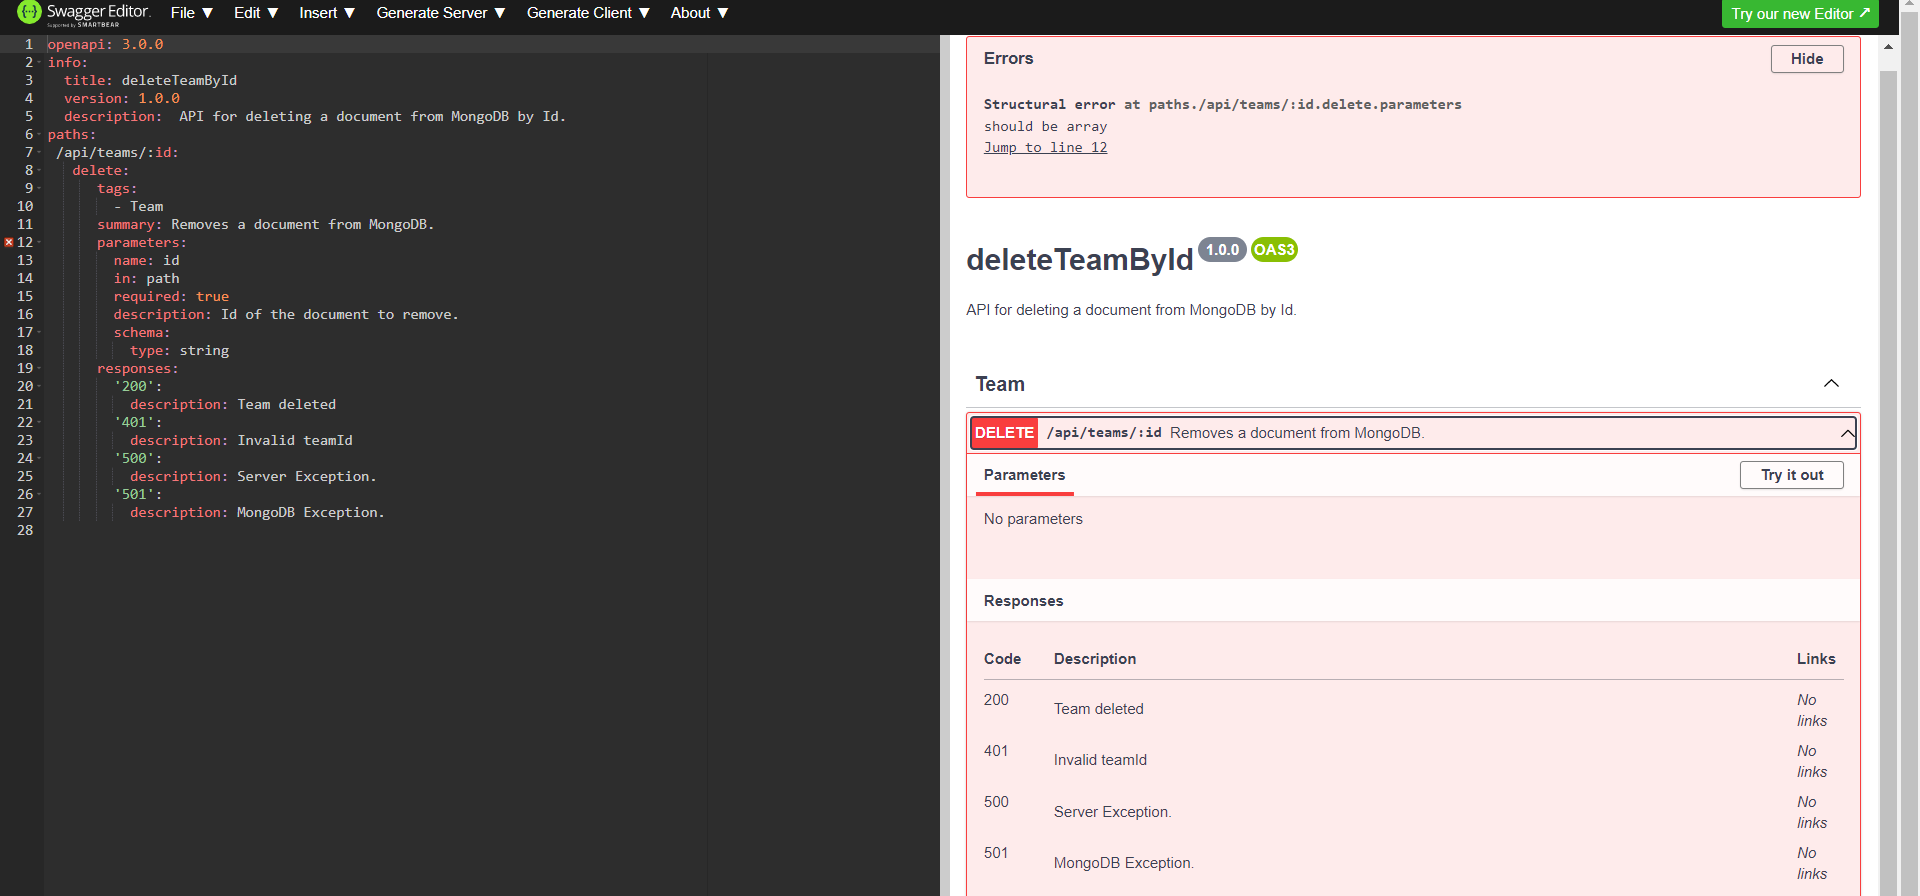 Swagger Editor.
Supported by SMARTBEAR
File ▼ Edit ▼ Insert ▼ Generate Server ▼ Generate Client ▼ About ▼ Try our new Editor ↗
1 openapi: 3.0.0
2 info:
3 title: deleteTeamById
4 version: 1.0.0
5 description:  API for deleting a document from MongoDB by Id.
6 paths:
7 /api/teams/:id:
8 delete:
9 tags:
10 - Team
11 summary: Removes a document from MongoDB.
12 parameters:
13 name: id
14 in: path
15 required: true
16 description: Id of the document to remove.
17 schema:
18 type: string
19 responses:
20 '200':
21 description: Team deleted
22 '401':
23 description: Invalid teamId
24 '500':
25 description: Server Exception.
26 '501':
27 description: MongoDB Exception.
28
Errors Hide
Structural error at paths./api/teams/:id.delete.parameters
should be array
Jump to line 12
deleteTeamById 1.0.0 OAS3
API for deleting a document from MongoDB by Id.
Team
DELETE /api/teams/:id Removes a document from MongoDB.
Parameters Try it out
No parameters
Responses
Code Description Links
200 Team deleted No links
401 Invalid teamId No links
500 Server Exception. No links
501 MongoDB Exception. No links